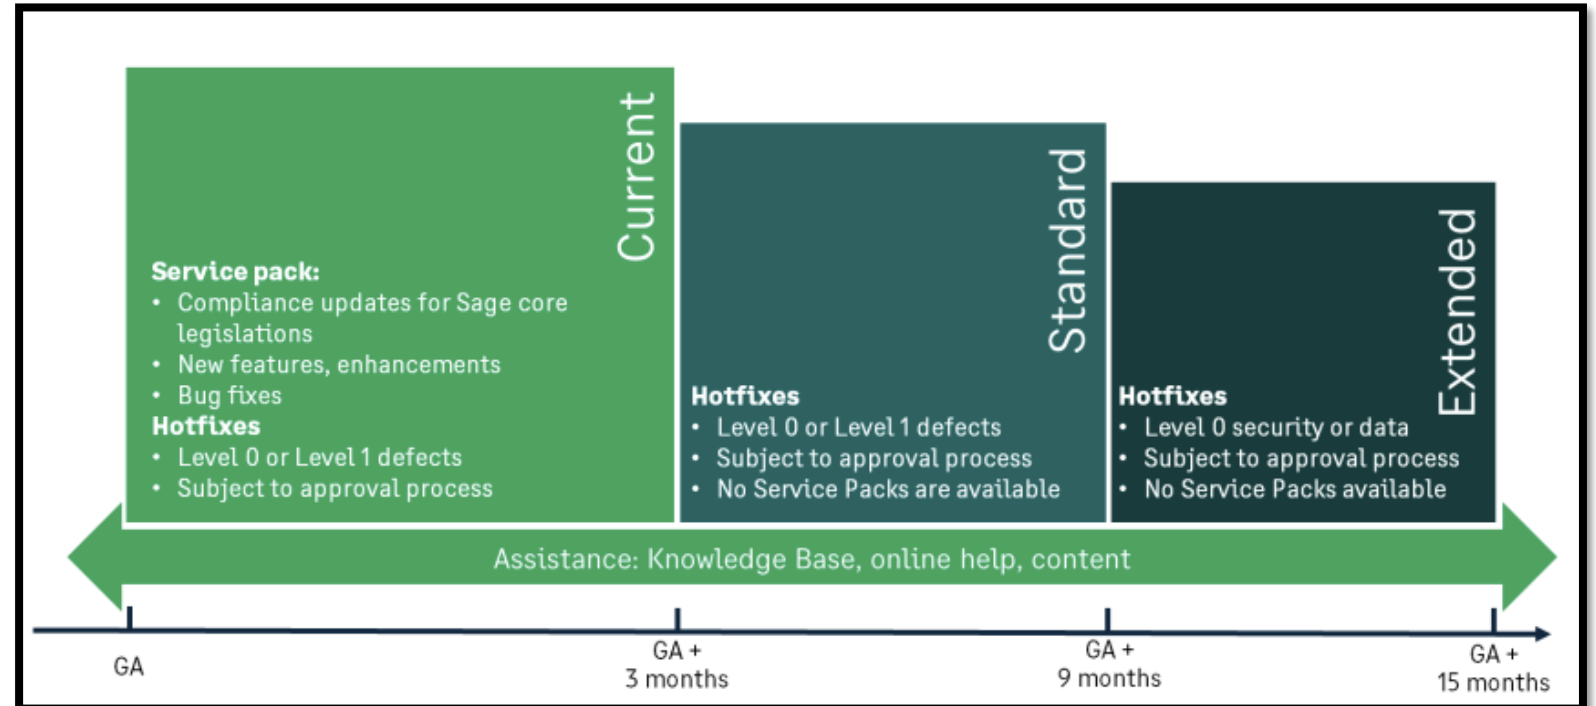 Current
Service pack:
• Compliance updates for Sage core
legislations
• New features, enhancements
• Bug fixes
Hotfixes
• Level 0 or Level 1 defects
• Subject to approval process
Standard
Hotfixes
• Level 0 or Level 1 defects
• Subject to approval process
• No Service Packs are available
Extended
Hotfixes
• Level 0 security or data
• Subject to approval process
• No Service Packs available
Assistance: Knowledge Base, online help, content
GA
GA +
3 months
GA +
9 months
GA +
15 months